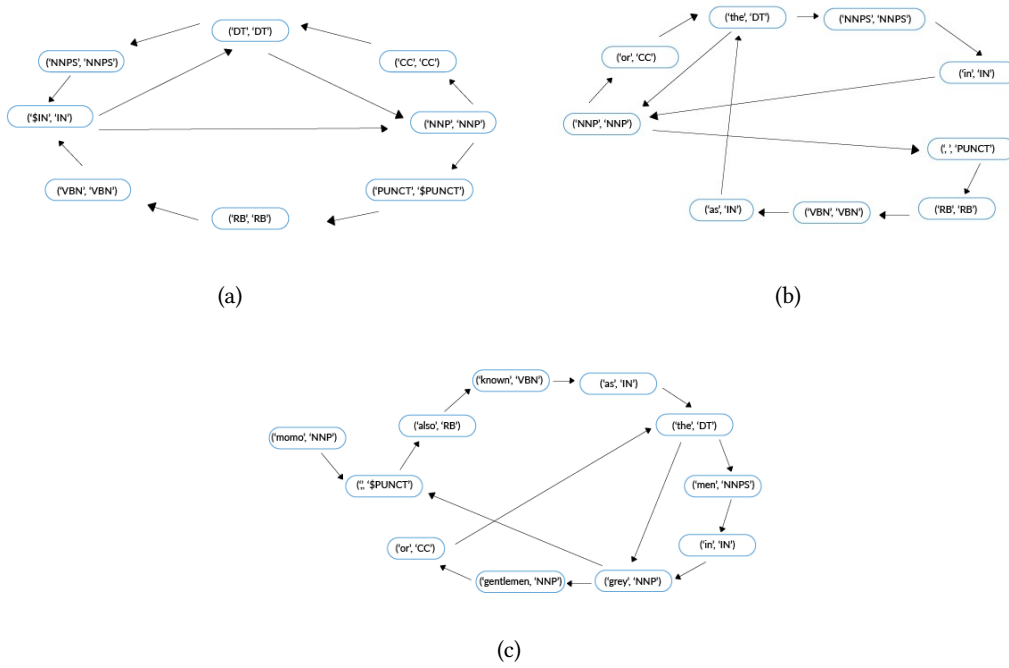 ('DT', 'DT')
('NNPS', 'NNPS')
('CC', 'CC')
('$IN', 'IN')
('NNP', 'NNP')
('VBN', 'VBN')
('PUNCT', '$PUNCT')
('RB', 'RB')
(a)
('the', 'DT')
('NNPS', 'NNPS')
('or', 'CC')
('in', 'IN')
('NNP', 'NNP')
(', ', 'PUNCT')
('as', 'IN')
('VBN', 'VBN')
('RB', 'RB')
(b)
('known', 'VBN')
('as', 'IN')
('also', 'RB')
('the', 'DT')
('momo', 'NNP')
('men', 'NNPS')
(',', '$PUNCT')
('or', 'CC')
('in', 'IN')
('gentlemen, 'NNP')
('grey', 'NNP')
(c)